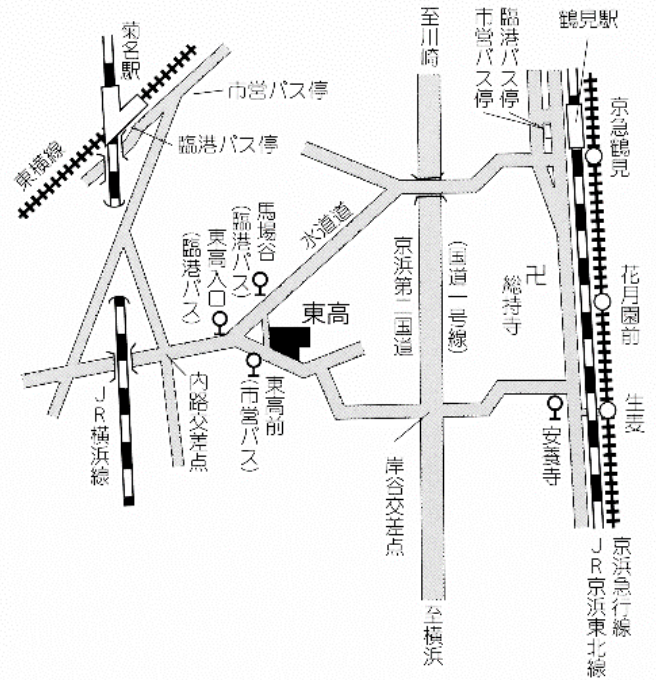 菊名駅
市営バス停
臨港バス停
東横線
至川崎
臨港バス停
市営バス停
鶴見駅
京急鶴見
水道道
馬場谷
(臨港バス)
東高入口
(臨港バス)
東高
京浜第二国道
(国道一号線)
卍
総持寺
花月園前
生麦
安養寺
東高前
(市営バス)
内路交差点
JR横浜線
岸谷交差点
至横浜
京浜急行線
JR京浜東北線